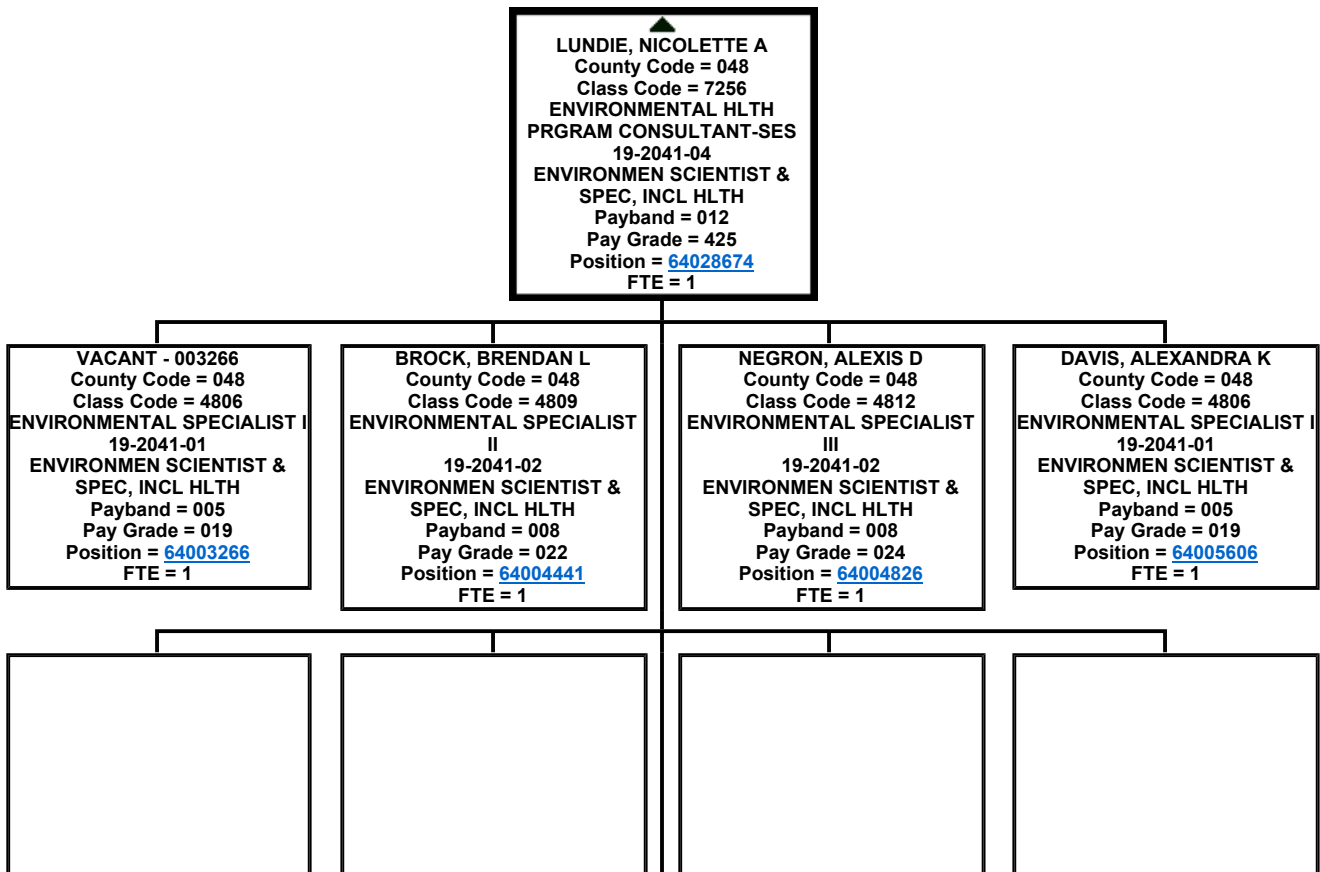 LUNDIE, NICOLETTE A
County Code = 048
Class Code = 7256
ENVIRONMENTAL HLTH
PRGRAM CONSULTANT-SES
19-2041-04
ENVIRONMEN SCIENTIST &
SPEC, INCL HLTH
Payband = 012
Pay Grade = 425
Position = 64028674
FTE = 1
VACANT - 003266
County Code = 048
Class Code = 4806
ENVIRONMENTAL SPECIALIST I
19-2041-01
ENVIRONMEN SCIENTIST &
SPEC, INCL HLTH
Payband = 005
Pay Grade = 019
Position = 64003266
FTE = 1
BROCK, BRENDAN L
County Code = 048
Class Code = 4809
ENVIRONMENTAL SPECIALIST
II
19-2041-02
ENVIRONMEN SCIENTIST &
SPEC, INCL HLTH
Payband = 008
Pay Grade = 022
Position = 64004441
FTE = 1
NEGRON, ALEXIS D
County Code = 048
Class Code = 4812
ENVIRONMENTAL SPECIALIST
III
19-2041-02
ENVIRONMEN SCIENTIST &
SPEC, INCL HLTH
Payband = 008
Pay Grade = 024
Position = 64004826
FTE = 1
DAVIS, ALEXANDRA K
County Code = 048
Class Code = 4806
ENVIRONMENTAL SPECIALIST I
19-2041-01
ENVIRONMEN SCIENTIST &
SPEC, INCL HLTH
Payband = 005
Pay Grade = 019
Position = 64005606
FTE = 1